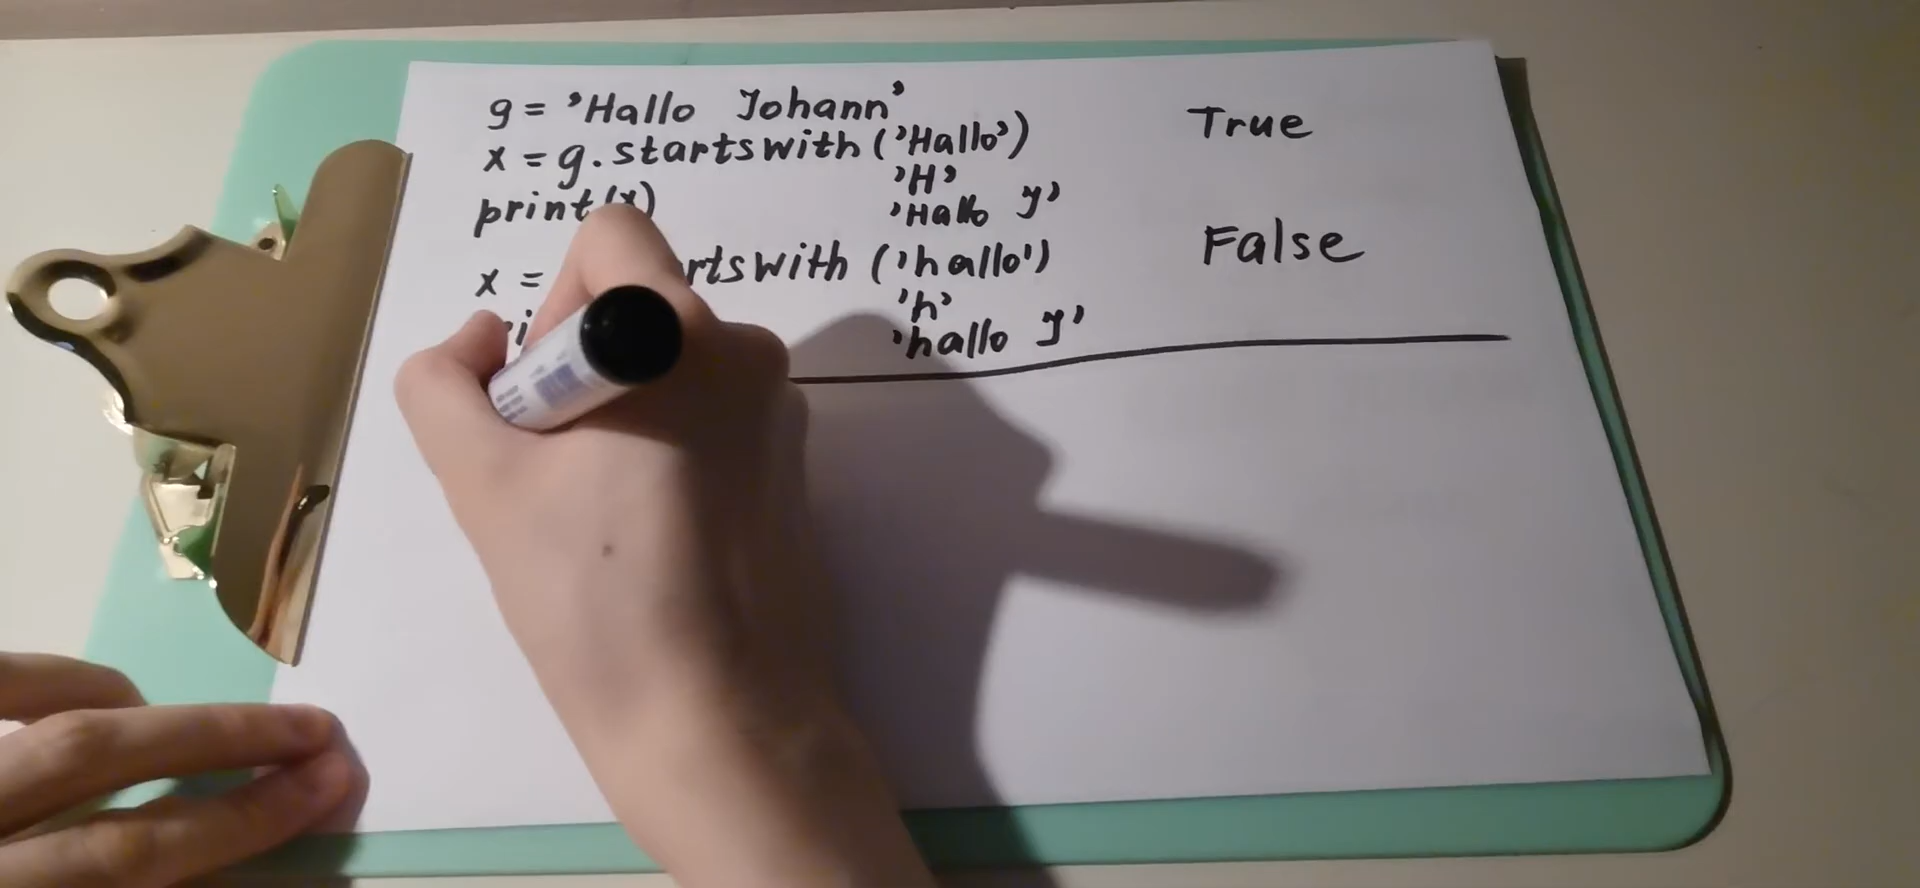 g = 'Hallo Johann'
x = g.startswith('Hallo') True
'H'
print(x) 'Hallo J'
x = rtswith ('hallo') False
'h'
'hallo J'